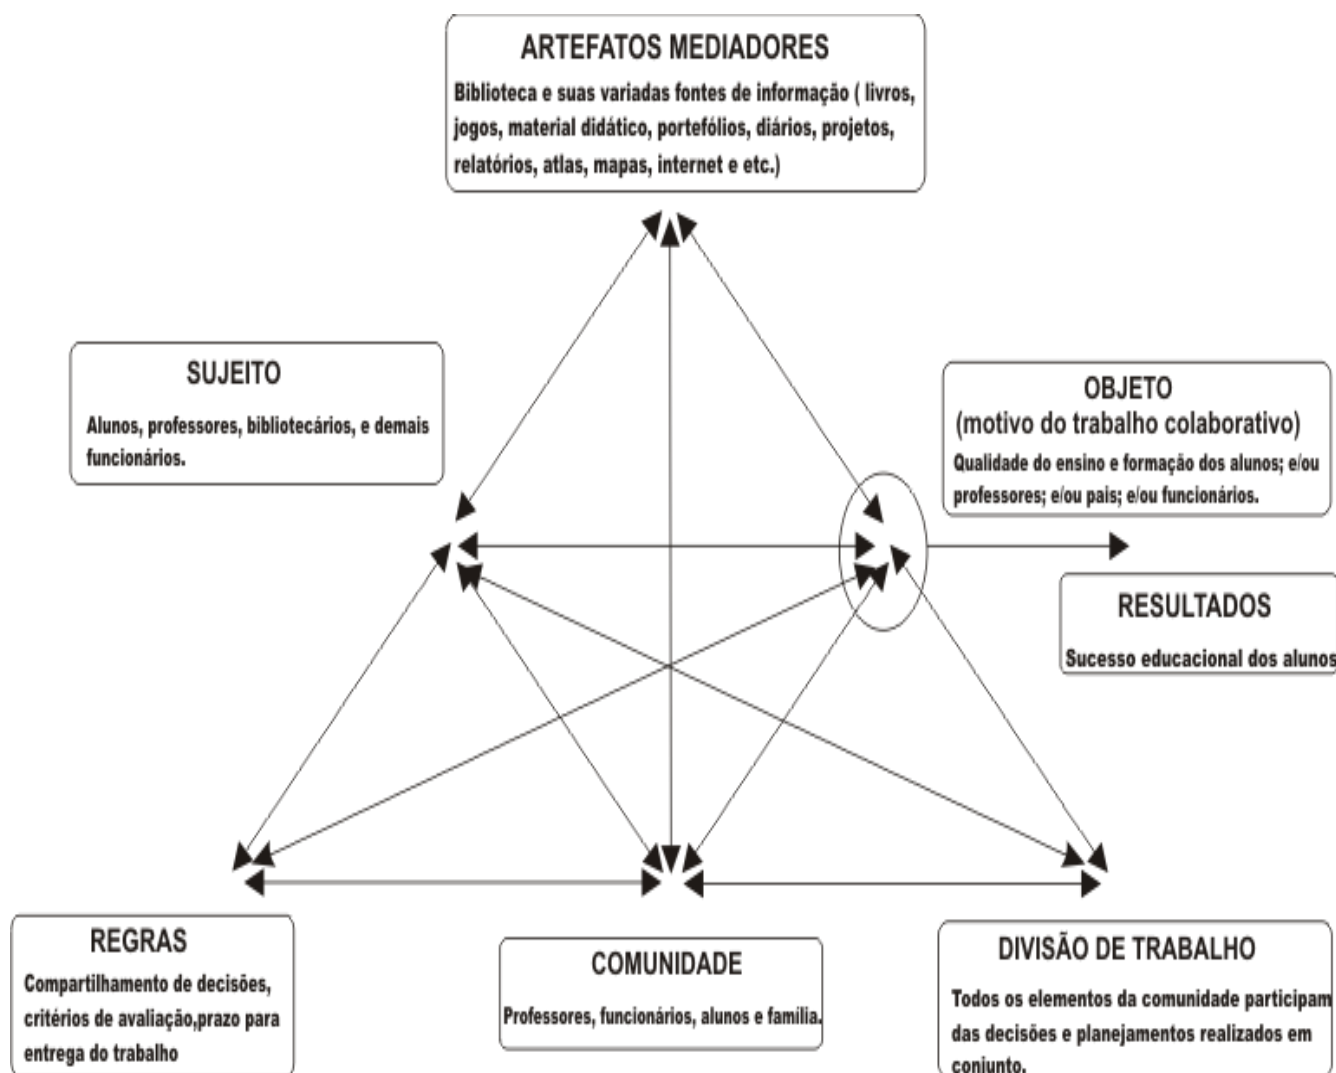 ARTEFATOS MEDIADORES
Biblioteca e suas variadas fontes de informação ( livros,
jogos, material didático, portefólios, diários, projetos,
relatórios, atlas, mapas, internet e etc.)
SUJEITO
Alunos, professores, bibliotecários, e demais
funcionários.
OBJETO
(motivo do trabalho colaborativo)
Qualidade do ensino e formação dos alunos; e/ou
professores; e/ou pais; e/ou funcionários.
RESULTADOS
Sucesso educacional dos alunos
REGRAS
Compartilhamento de decisões,
critérios de avaliação,prazo para
entrega do trabalho
COMUNIDADE
Professores, funcionários, alunos e família.
DIVISÃO DE TRABALHO
Todos os elementos da comunidade participam
das decisões e planejamentos realizados em
conjunto.